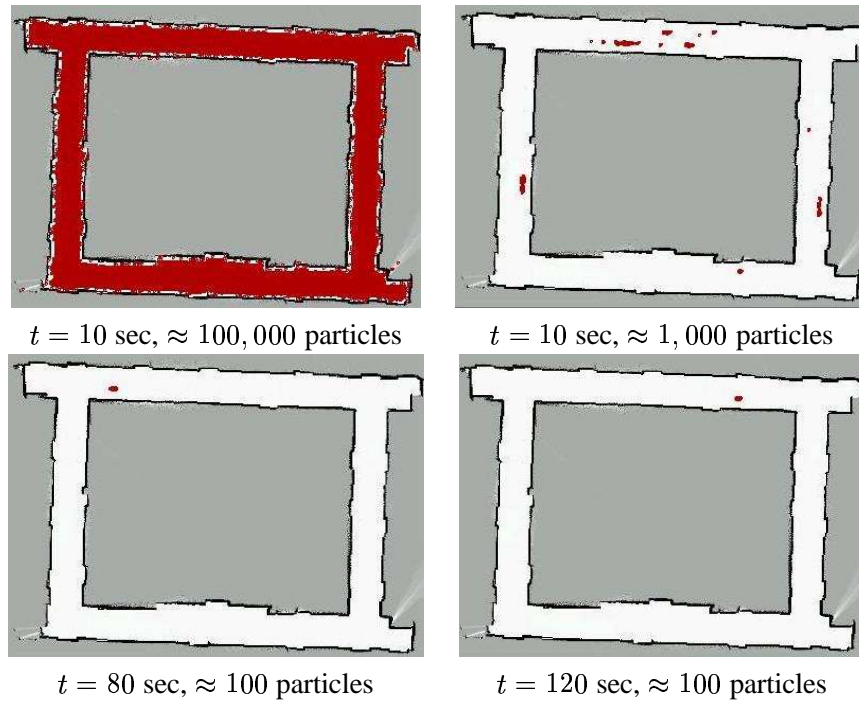 t = 10 sec, ≈ 100, 000 particles
t = 10 sec, ≈ 1, 000 particles
t = 80 sec, ≈ 100 particles
t = 120 sec, ≈ 100 particles